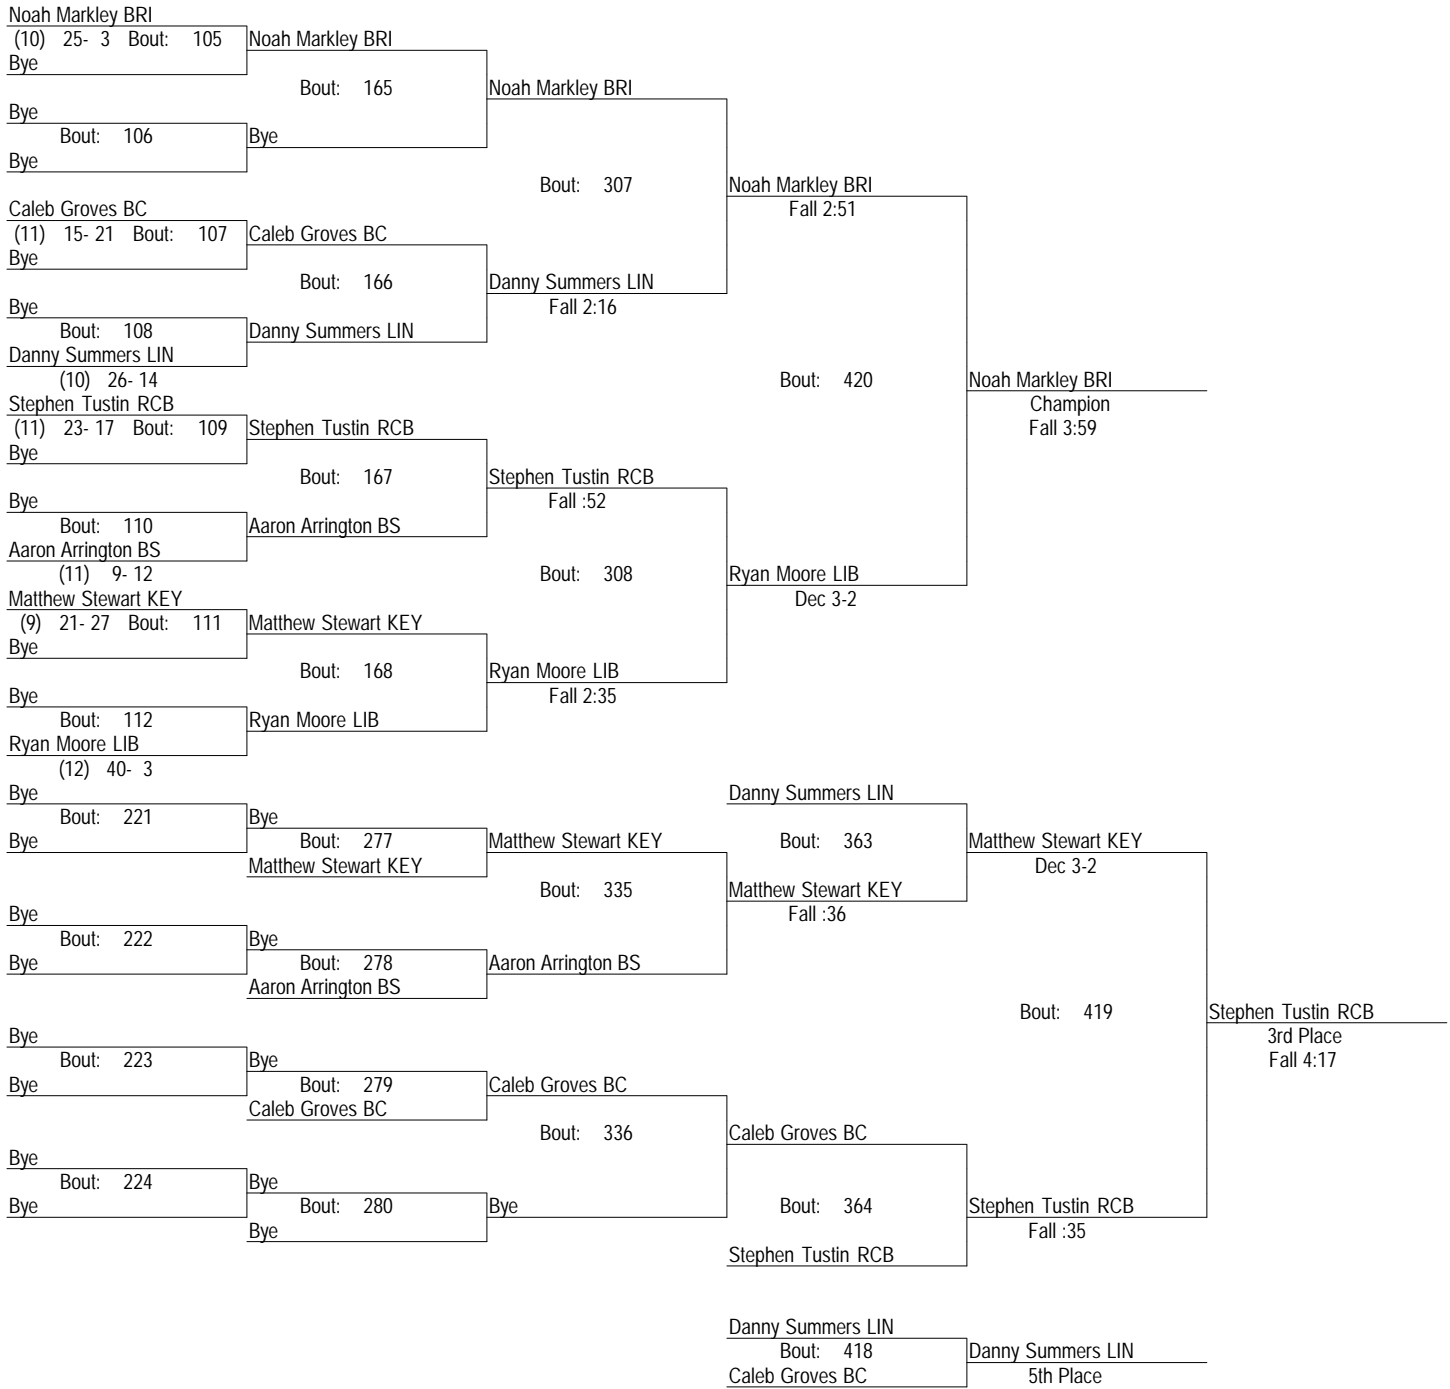 Noah Markley BRI
(10) 25- 3 Bout: 105 Noah Markley BRI
Bye
Bout: 165 Noah Markley BRI
Bye
Bout: 106 Bye
Bye
Bout: 307 Noah Markley BRI
Fall 2:51
Caleb Groves BC
(11) 15- 21 Bout: 107 Caleb Groves BC
Bye
Bout: 166 Danny Summers LIN
Bye Fall 2:16
Bout: 108 Danny Summers LIN
Danny Summers LIN
(10) 26- 14 Bout: 420 Noah Markley BRI
Stephen Tustin RCB Champion
(11) 23- 17 Bout: 109 Stephen Tustin RCB Fall 3:59
Bye
Bout: 167 Stephen Tustin RCB
Bye Fall :52
Bout: 110 Aaron Arrington BS
Aaron Arrington BS
(11) 9- 12 Bout: 308 Ryan Moore LIB
Matthew Stewart KEY Dec 3-2
(9) 21- 27 Bout: 111 Matthew Stewart KEY
Bye
Bout: 168 Ryan Moore LIB
Bye Fall 2:35
Bout: 112 Ryan Moore LIB
Ryan Moore LIB
(12) 40- 3
Bye Danny Summers LIN
Bout: 221 Bye
Bye Bout: 277 Matthew Stewart KEY Bout: 363 Matthew Stewart KEY
Matthew Stewart KEY Dec 3-2
Bout: 335 Matthew Stewart KEY
Bye Fall :36
Bout: 222 Bye
Bye Bout: 278 Aaron Arrington BS
Aaron Arrington BS
Bout: 419 Stephen Tustin RCB
Bye 3rd Place
Bout: 223 Bye Fall 4:17
Bye Bout: 279 Caleb Groves BC
Caleb Groves BC
Bout: 336 Caleb Groves BC
Bye
Bout: 224 Bye
Bye Bout: 280 Bye Bout: 364 Stephen Tustin RCB
Bye Fall :35
Stephen Tustin RCB
Danny Summers LIN
Bout: 418 Danny Summers LIN
Caleb Groves BC 5th Place